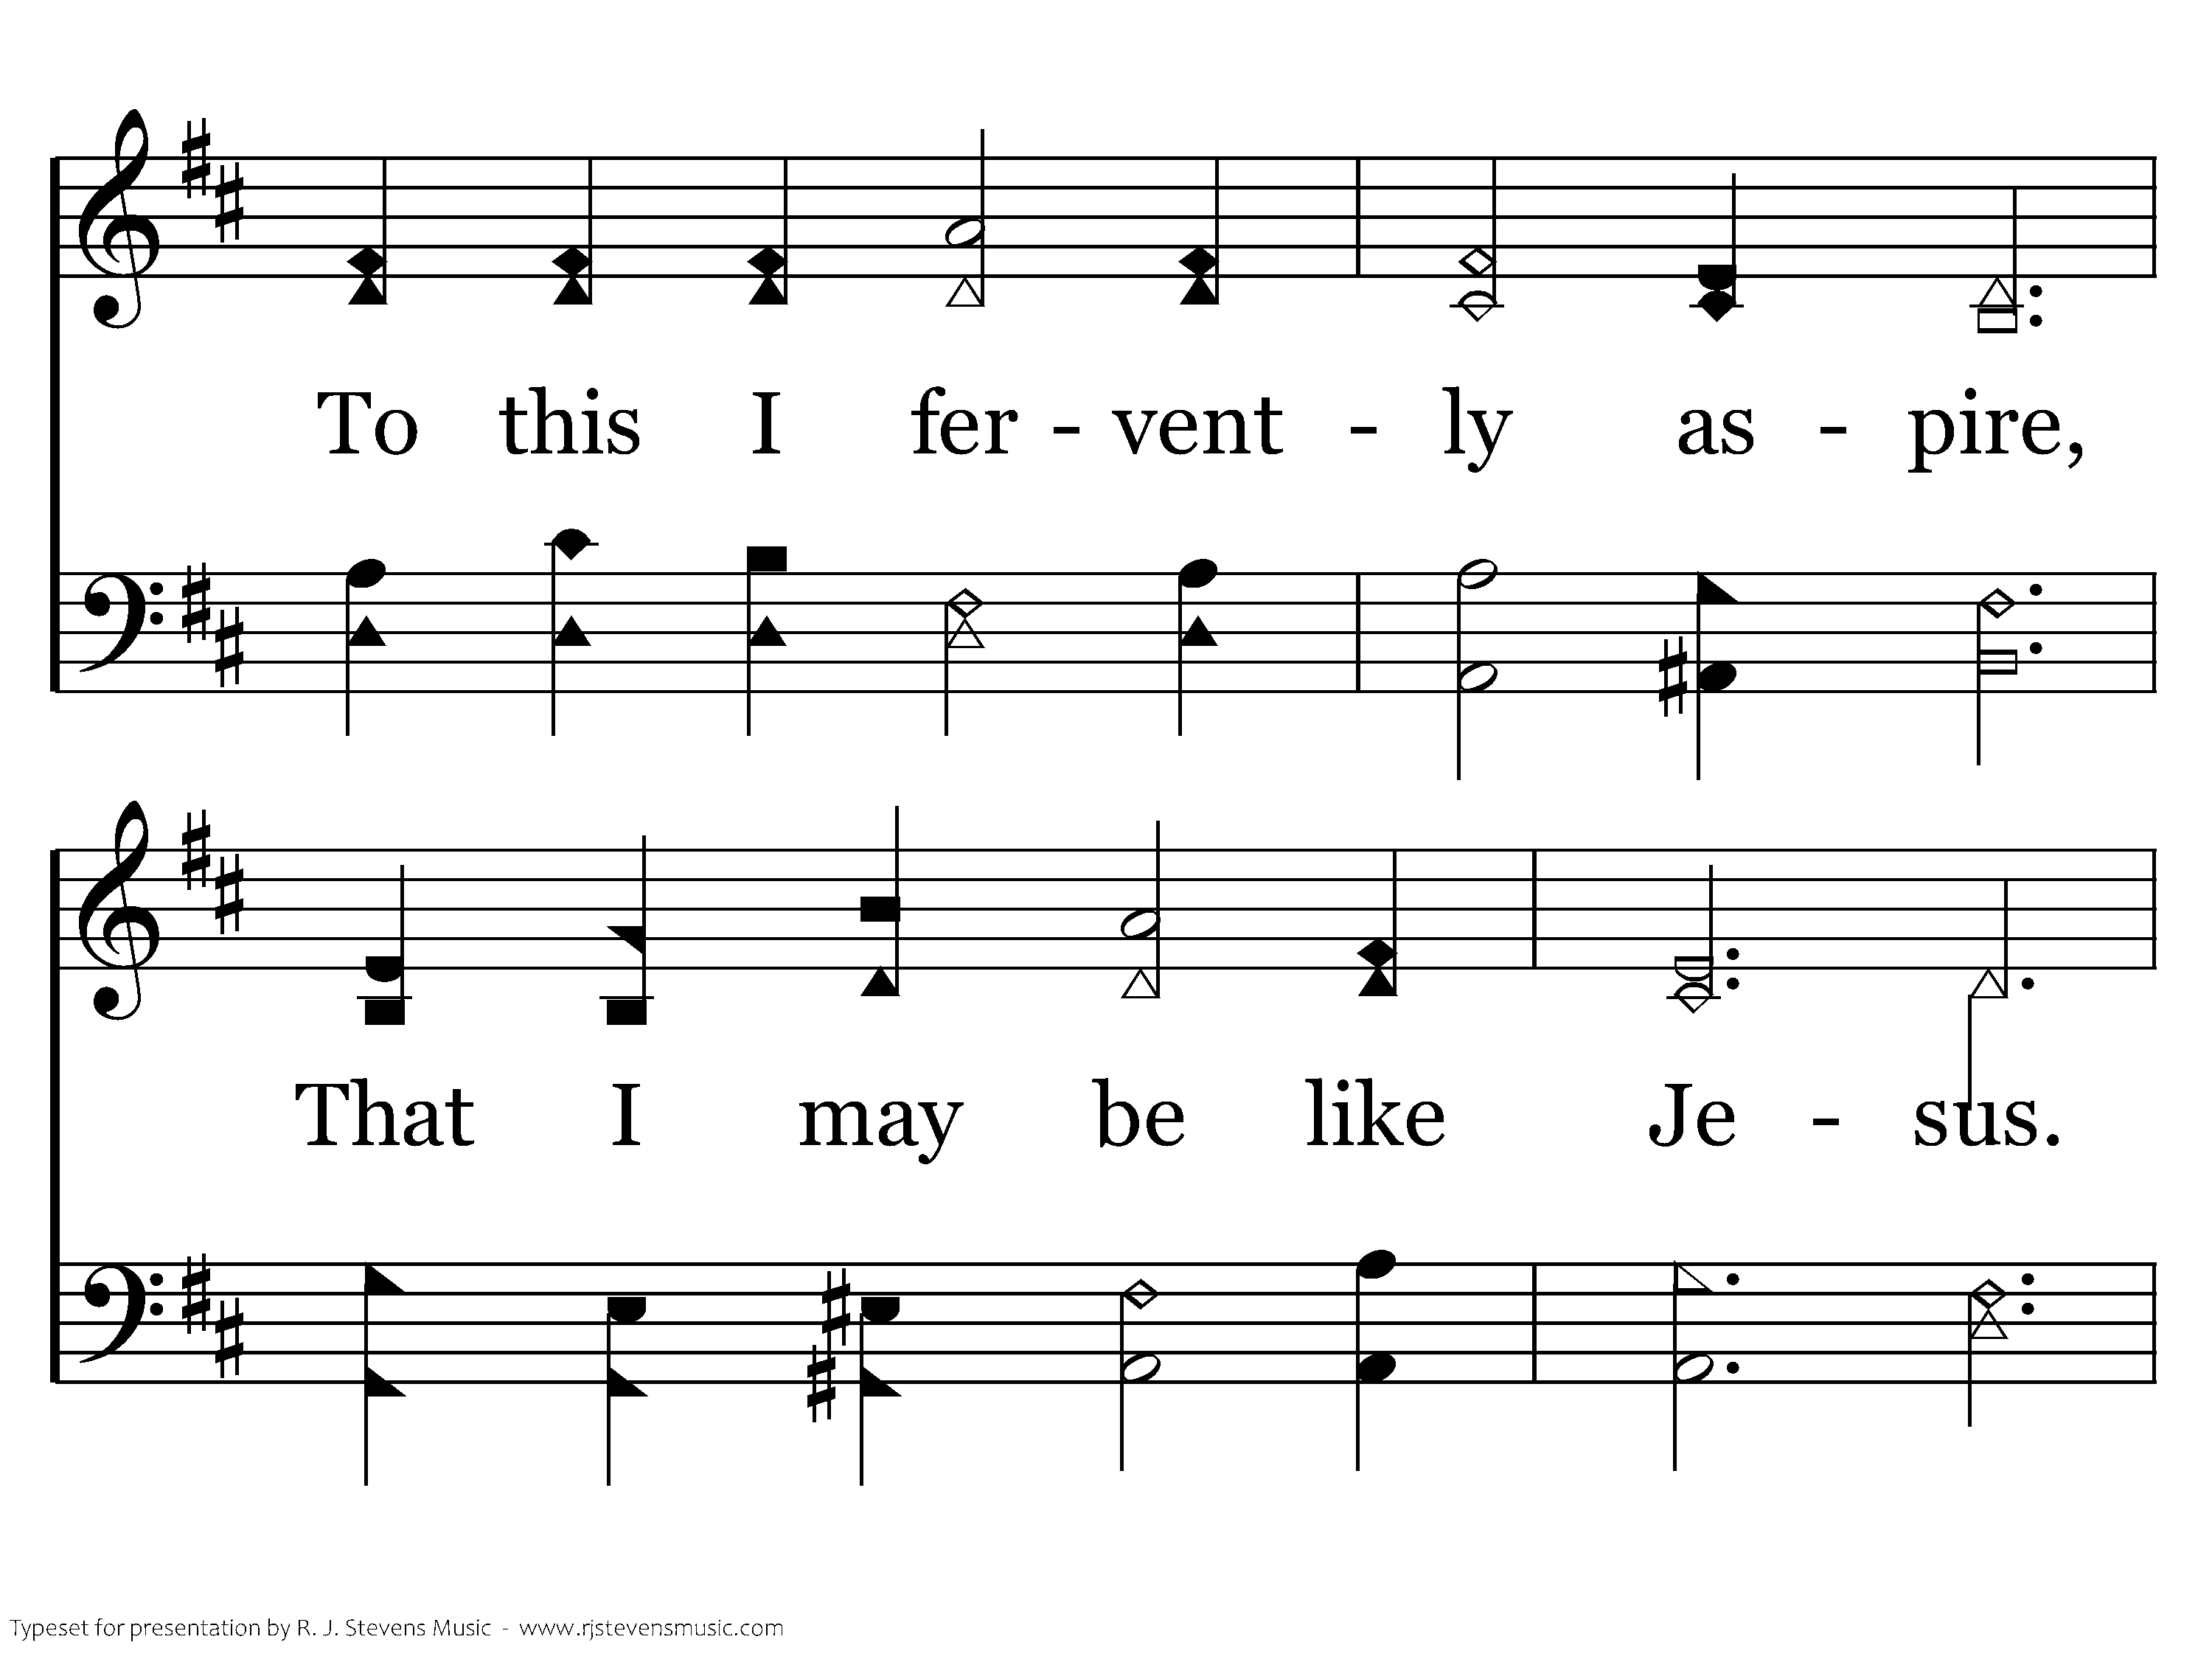 To this I fer - vent - ly as - pire,
That I may be like Je - sus.
Typeset for presentation by R. J. Stevens Music - www.rjstevensmusic.com